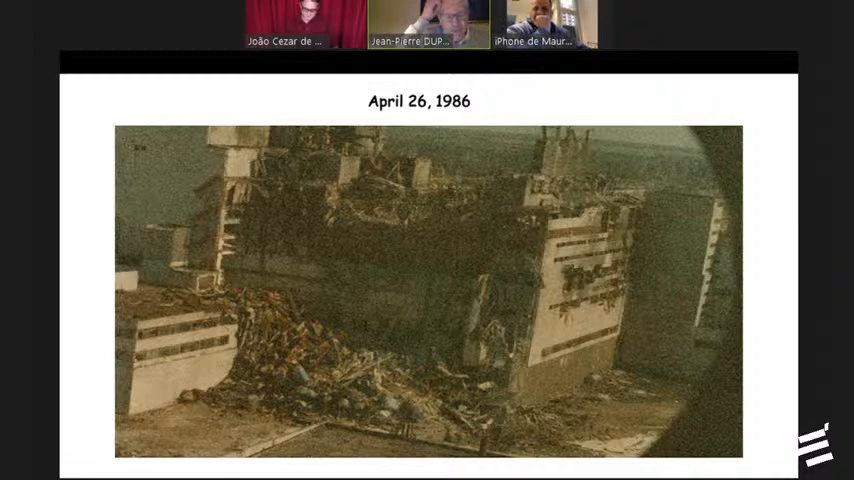 João Cezar de ...
Jean-Pierre DUP...
iPhone de Maur...
April 26, 1986